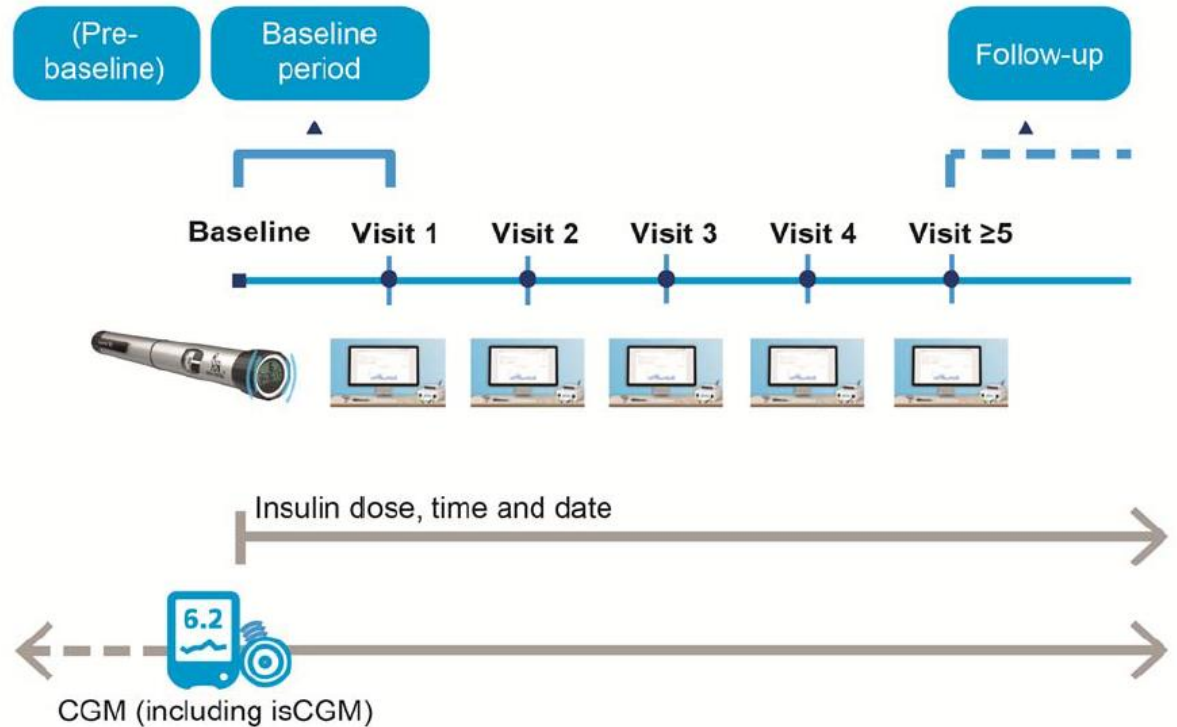 (Pre-
baseline)
Baseline
period
Follow-up
Baseline
Visit 1
Visit 2
Visit 3
Visit 4
Visit ≥5
Insulin dose, time and date
6.2
CGM (including isCGM)